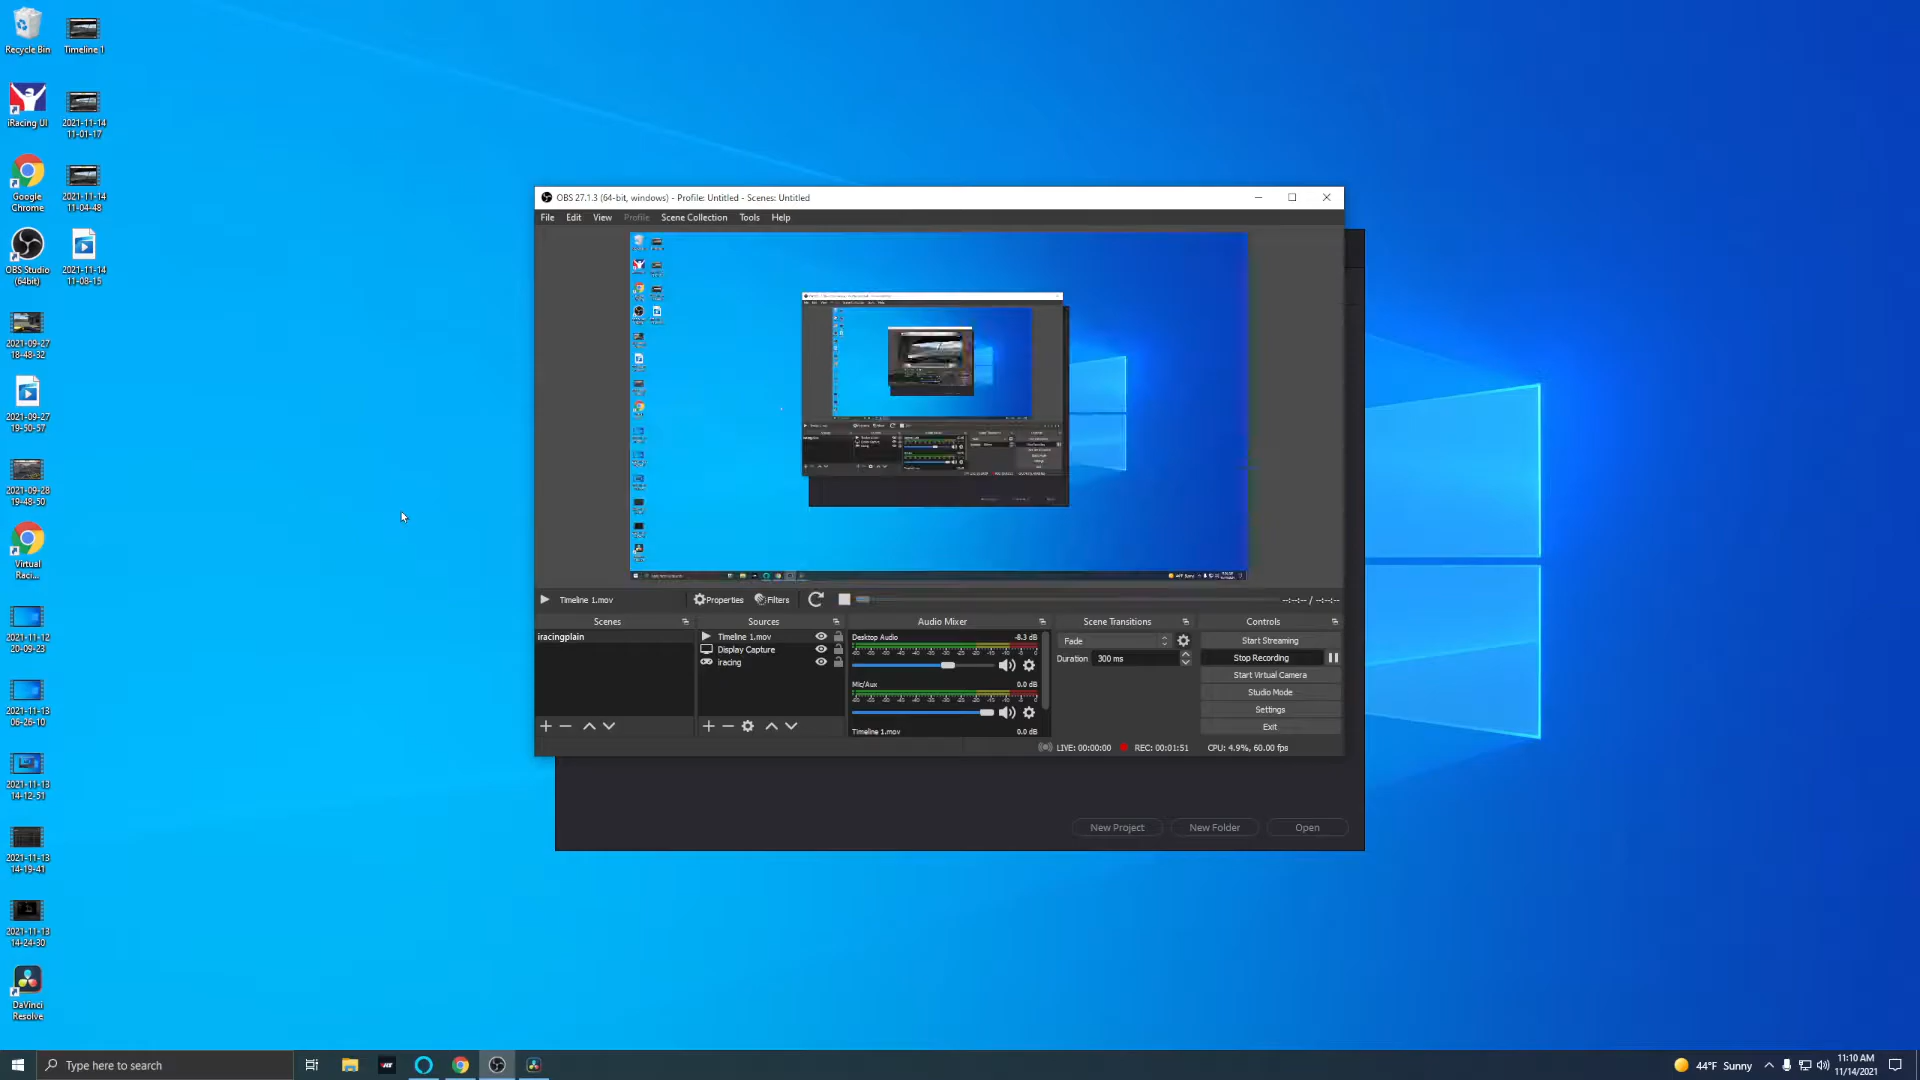 Recycle Bin
Timeline 1
iRacing UI
2021-11-14
11-01-17
Google
Chrome
2021-11-14
11-04-48
OBS Studio
(64bit)
2021-11-14
11-08-15
2021-09-27
18-48-32
2021-09-27
19-50-57
2021-09-28
19-48-50
Virtual
Raci...
2021-11-12
20-09-23
2021-11-13
06-26-10
2021-11-13
14-12-51
2021-11-13
14-19-41
2021-11-13
14-24-30
DaVinci
Resolve
OBS 27.1.3 (64-bit, windows) - Profile: Untitled - Scenes: Untitled
File Edit View Profile Scene Collection Tools Help
Timeline 1.mov Properties Filters --:--:-- / --:--:--
Scenes
iracingplain
Sources
Timeline 1.mov
Display Capture
iracing
Audio Mixer
Desktop Audio -8.3 dB
Mic/Aux 0.0 dB
Timeline 1.mov 0.0 dB
Scene Transitions
Fade
Duration 300 ms
Controls
Start Streaming
Stop Recording
Start Virtual Camera
Studio Mode
Settings
Exit
LIVE: 00:00:00 REC: 00:01:51 CPU: 4.9%, 60.00 fps
New Project New Folder Open
Type here to search
44°F Sunny
11:10 AM
11/14/2021